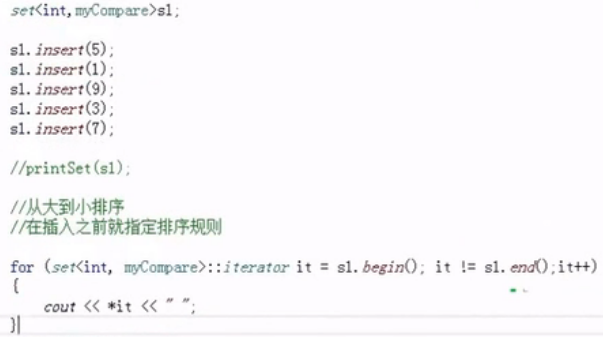 set<int,myCompare>s1;
s1.insert(5);
s1.insert(1);
s1.insert(9);
s1.insert(3);
s1.insert(7);
//printSet(s1);
//从大到小排序
//在插入之前就指定排序规则
for (set<int, myCompare>::iterator it = s1.begin(); it != s1.end();it++)
{
cout << *it << " ";
}